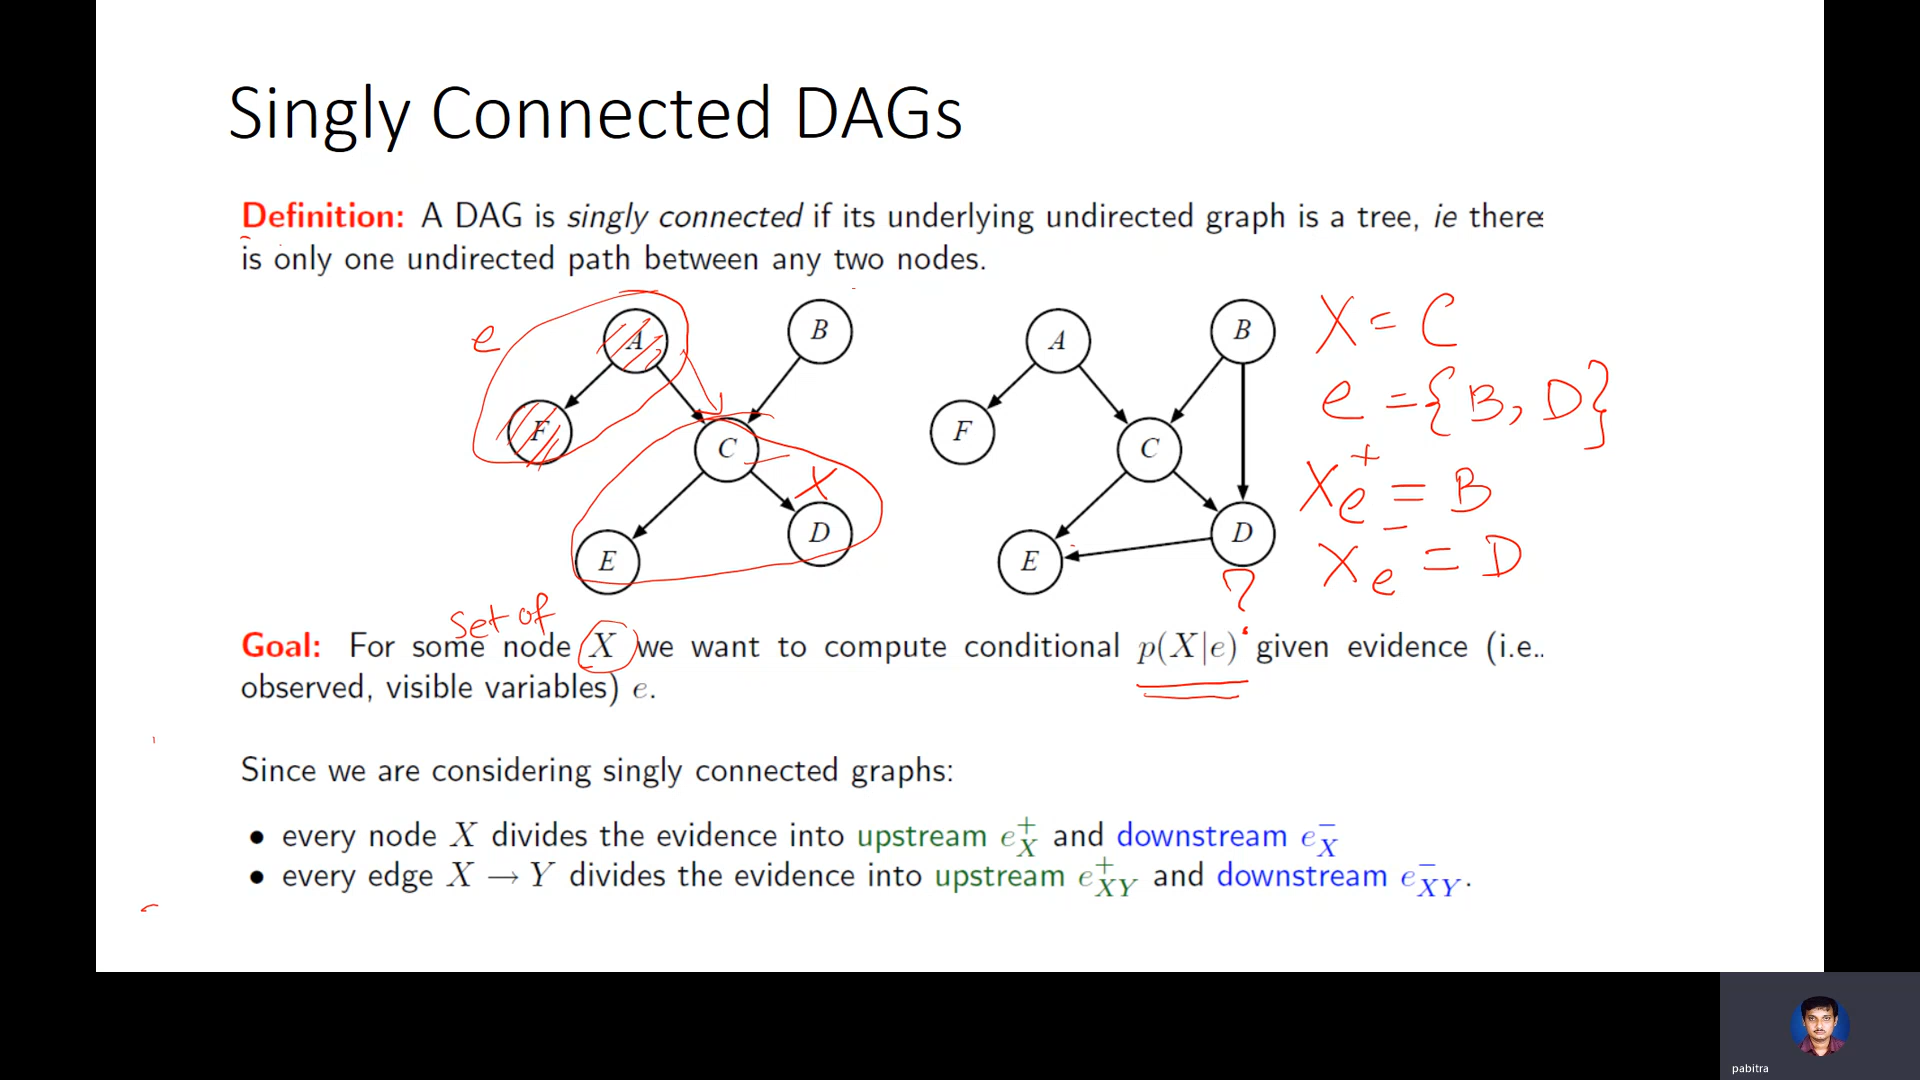 Singly Connected DAGs
Definition: A DAG is singly connected if its underlying undirected graph is a tree, ie there
is only one undirected path between any two nodes.
e
A
B
F
C
X
E
D
A
B
F
C
E
D
?
X = C
e = {B, D}
X e + = B
X e - = D
set of
Goal: For some node X we want to compute conditional p(X|e) given evidence (i.e..
observed, visible variables) e.
Since we are considering singly connected graphs:
• every node X divides the evidence into upstream e_X^+ and downstream e_X^-
• every edge X → Y divides the evidence into upstream e_XY^+ and downstream e_XY^-.
pabitra